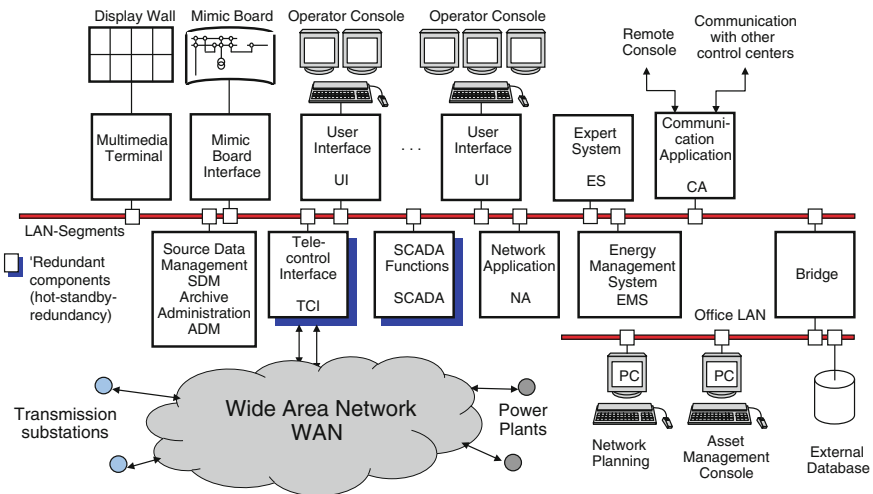 Display Wall
Mimic Board
Operator Console
Operator Console
Remote
Console
Communication
with other
control centers
Multimedia
Terminal
Mimic
Board
Interface
User
Interface
UI
. . .
User
Interface
UI
Expert
System
ES
Communi-
cation
Application
CA
LAN-Segments
'Redundant
components
(hot-standby-
redundancy)
Source Data
Management
SDM
Archive
Administration
ADM
Tele-
control
Interface
TCI
SCADA
Functions
SCADA
Network
Application
NA
Energy
Management
System
EMS
Bridge
Office LAN
Transmission
substations
Wide Area Network
WAN
Power
Plants
PC
PC
Network
Planning
Asset
Management
Console
External
Database